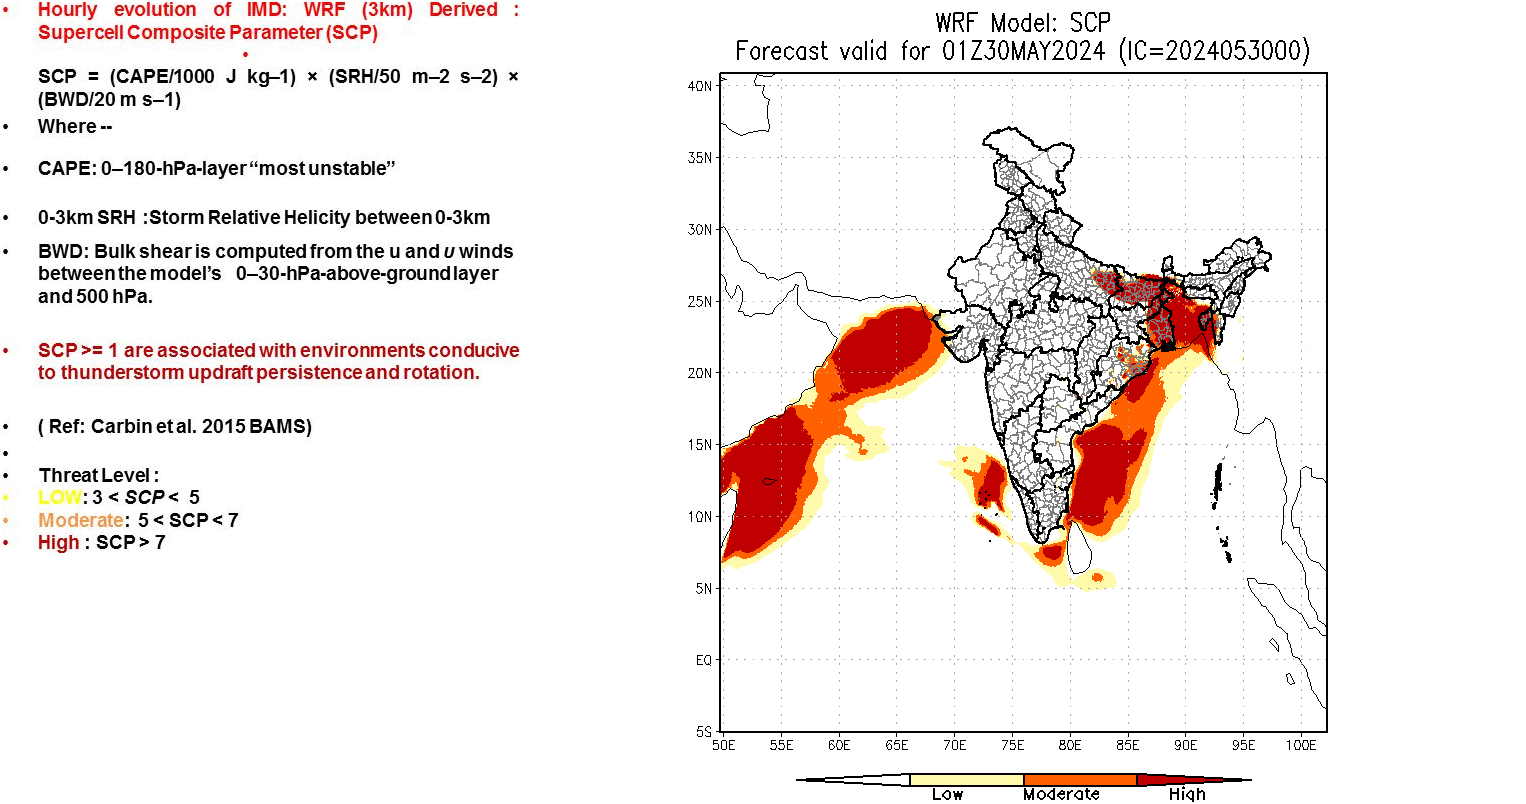 • Hourly evolution of IMD: WRF (3km) Derived :
Supercell Composite Parameter (SCP)
•
SCP = (CAPE/1000 J kg–1) × (SRH/50 m–2 s–2) ×
(BWD/20 m s–1)
• Where --
• CAPE: 0–180-hPa-layer “most unstable”
• 0-3km SRH :Storm Relative Helicity between 0-3km
• BWD: Bulk shear is computed from the u and υ winds
between the model’s 0–30-hPa-above-ground layer
and 500 hPa.
• SCP >= 1 are associated with environments conducive
to thunderstorm updraft persistence and rotation.
• ( Ref: Carbin et al. 2015 BAMS)
•
• Threat Level :
• LOW: 3 < SCP < 5
• Moderate: 5 < SCP < 7
• High : SCP > 7
WRF Model: SCP
Forecast valid for 01Z30MAY2024 (IC=2024053000)
40N
35N
30N
25N
20N
15N
10N
5N
EQ
5S
50E 55E 60E 65E 70E 75E 80E 85E 90E 95E 100E
Low Moderate High